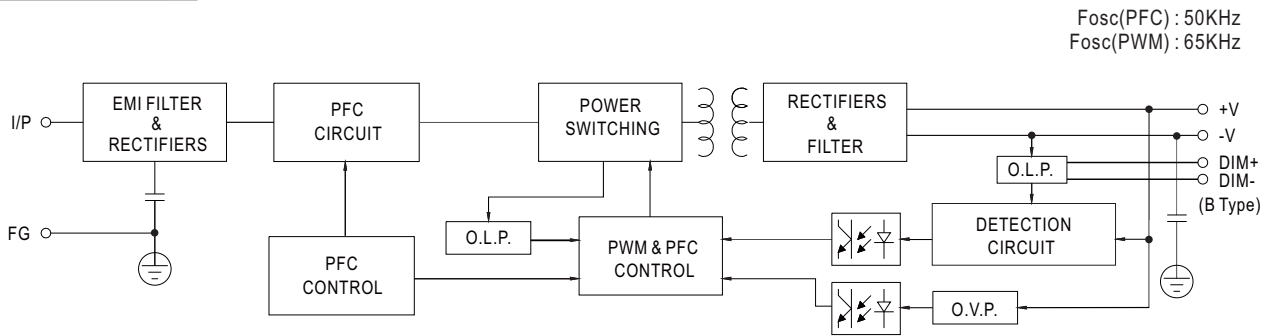 Fosc(PFC) : 50KHz
Fosc(PWM) : 65KHz
I/P
EMI FILTER
&
RECTIFIERS
PFC
CIRCUIT
POWER
SWITCHING
RECTIFIERS
&
FILTER
+V
-V
O.L.P.
DIM+
DIM-
(B Type)
FG
O.L.P.
PFC
CONTROL
PWM & PFC
CONTROL
DETECTION
CIRCUIT
O.V.P.